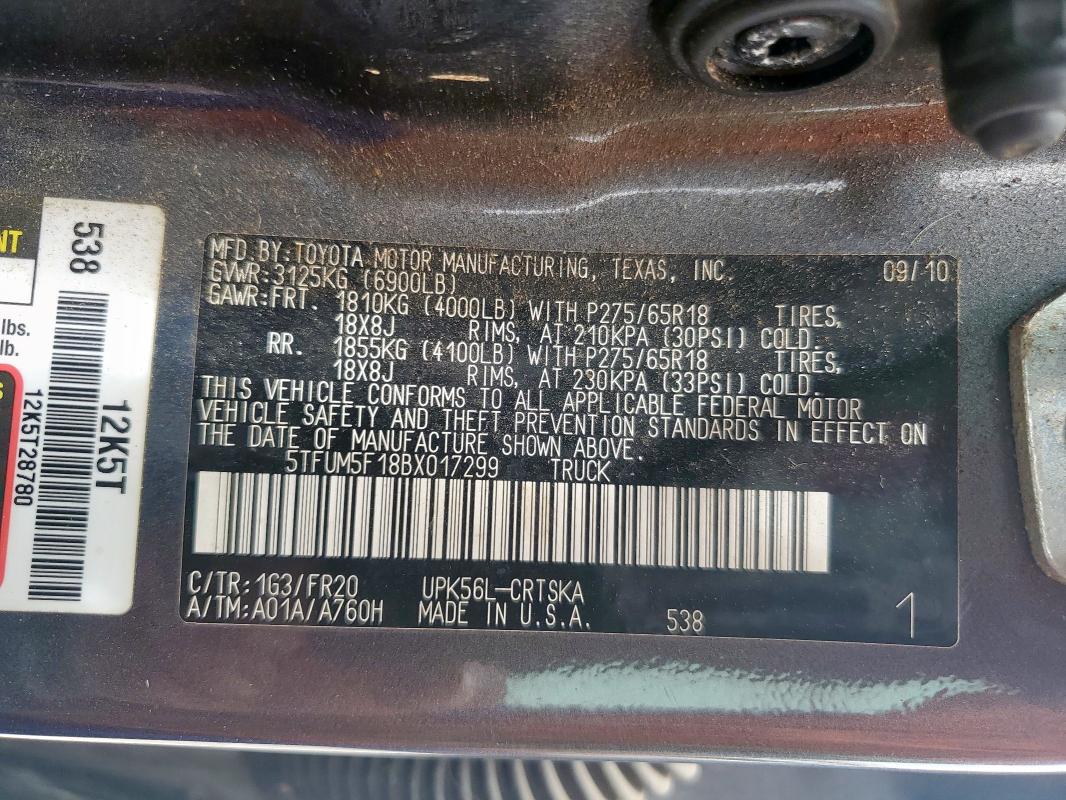 MFD. BY: TOYOTA MOTOR MANUFACTURING, TEXAS, INC. 09/10
GVWR: 3125KG (6900LB)
GAWR: FRT. 1810KG (4000LB) WITH P275/65R18 TIRES,
18X8J RIMS, AT 210KPA (30PSI) COLD.
RR. 1855KG (4100LB) WITH P275/65R18 TIRES,
18X8J RIMS, AT 230KPA (33PSI) COLD.
THIS VEHICLE CONFORMS TO ALL APPLICABLE FEDERAL MOTOR
VEHICLE SAFETY AND THEFT PREVENTION STANDARDS IN EFFECT ON
THE DATE OF MANUFACTURE SHOWN ABOVE.
5TFUM5F18BX017299 TRUCK
C/TR: 1G3/FR20 UPK56L-CRTSKA
A/TM: A01A/A760H MADE IN U.S.A. 538 1
538
12K5T
12K5T28780
NT
lbs.
lb.
S